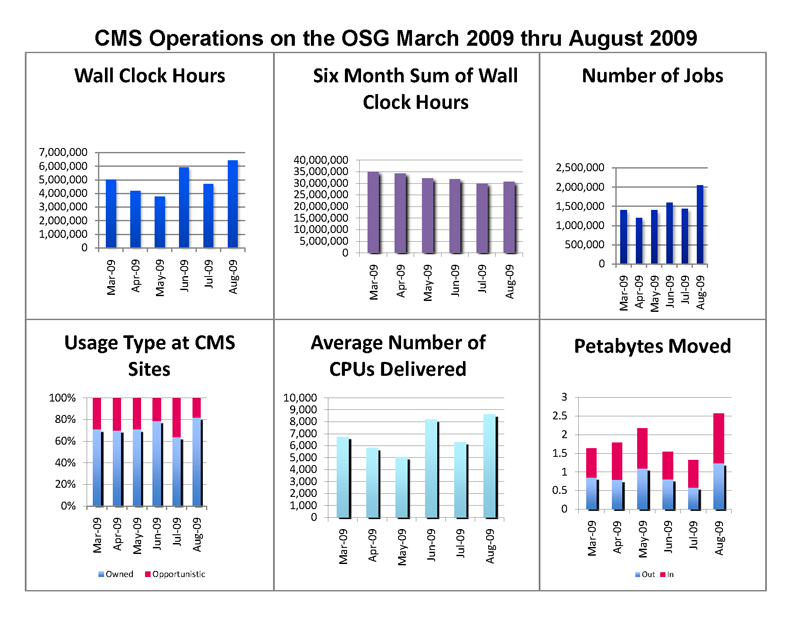 CMS Operations on the OSG March 2009 thru August 2009
Wall Clock Hours
7,000,000
6,000,000
5,000,000
4,000,000
3,000,000
2,000,000
1,000,000
0
Mar-09
Apr-09
May-09
Jun-09
Jul-09
Aug-09
Six Month Sum of Wall
Clock Hours
40,000,000
35,000,000
30,000,000
25,000,000
20,000,000
15,000,000
10,000,000
5,000,000
0
Mar-09
Apr-09
May-09
Jun-09
Jul-09
Aug-09
Number of Jobs
2,500,000
2,000,000
1,500,000
1,000,000
500,000
0
Mar-09
Apr-09
May-09
Jun-09
Jul-09
Aug-09
Usage Type at CMS
Sites
100%
80%
60%
40%
20%
0%
Mar-09
Apr-09
May-09
Jun-09
Jul-09
Aug-09
Owned Opportunistic
Average Number of
CPUs Delivered
10,000
9,000
8,000
7,000
6,000
5,000
4,000
3,000
2,000
1,000
0
Mar-09
Apr-09
May-09
Jun-09
Jul-09
Aug-09
Petabytes Moved
3
2.5
2
1.5
1
0.5
0
Mar-09
Apr-09
May-09
Jun-09
Jul-09
Aug-09
Out In